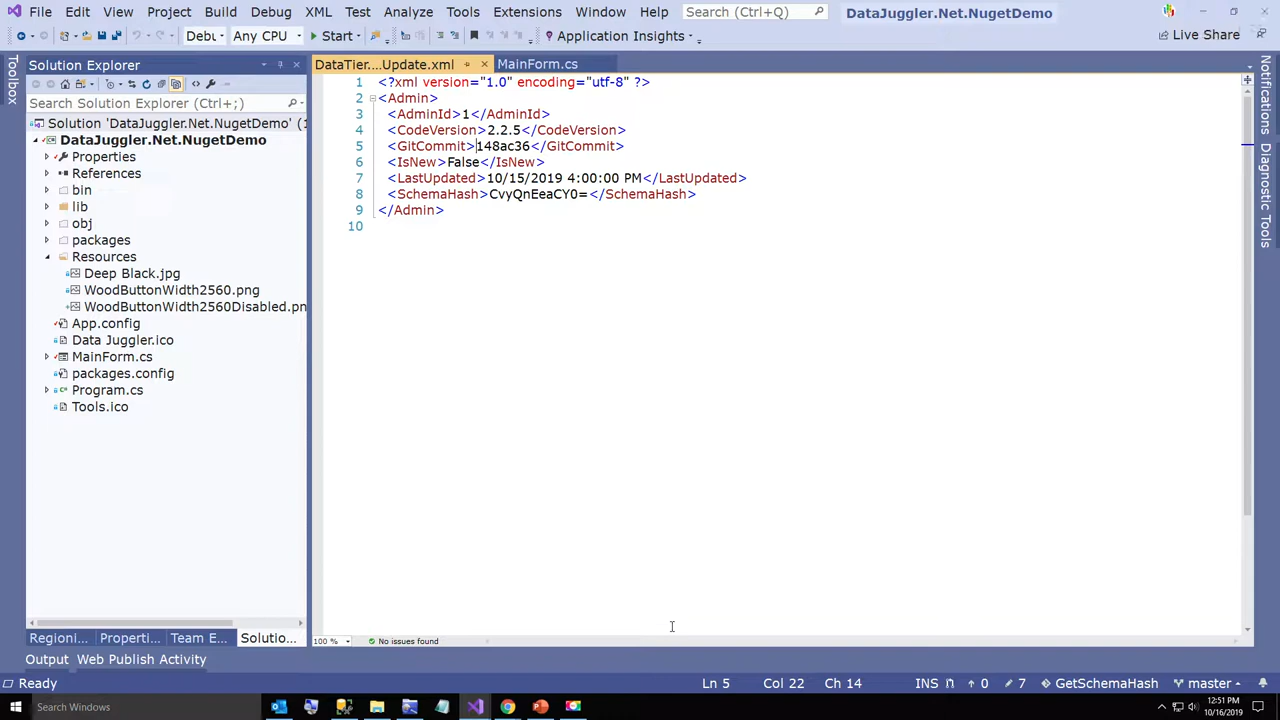 File Edit View Project Build Debug XML Test Analyze Tools Extensions Window Help Search (Ctrl+Q) DataJuggler.Net.NugetDemo
Debu Any CPU Start Application Insights Live Share
Toolbox
Solution Explorer
Search Solution Explorer (Ctrl+;)
Solution 'DataJuggler.Net.NugetDemo' (1
DataJuggler.Net.NugetDemo
Properties
References
bin
lib
obj
packages
Resources
Deep Black.jpg
WoodButtonWidth2560.png
WoodButtonWidth2560Disabled.pn
App.config
Data Juggler.ico
MainForm.cs
packages.config
Program.cs
Tools.ico
Regioni... Properti... Team E... Solutio...
DataTier....Update.xml MainForm.cs
1 <?xml version="1.0" encoding="utf-8" ?>
2 <Admin>
3 <AdminId>1</AdminId>
4 <CodeVersion>2.2.5</CodeVersion>
5 <GitCommit>148ac36</GitCommit>
6 <IsNew>False</IsNew>
7 <LastUpdated>10/15/2019 4:00:00 PM</LastUpdated>
8 <SchemaHash>CvyQnEeaCY0=</SchemaHash>
9 </Admin>
10
100 % No issues found
Notifications
Diagnostic Tools
Output Web Publish Activity
Ready Ln 5 Col 22 Ch 14 INS 0 7 GetSchemaHash master
Search Windows 12:51 PM
10/16/2019